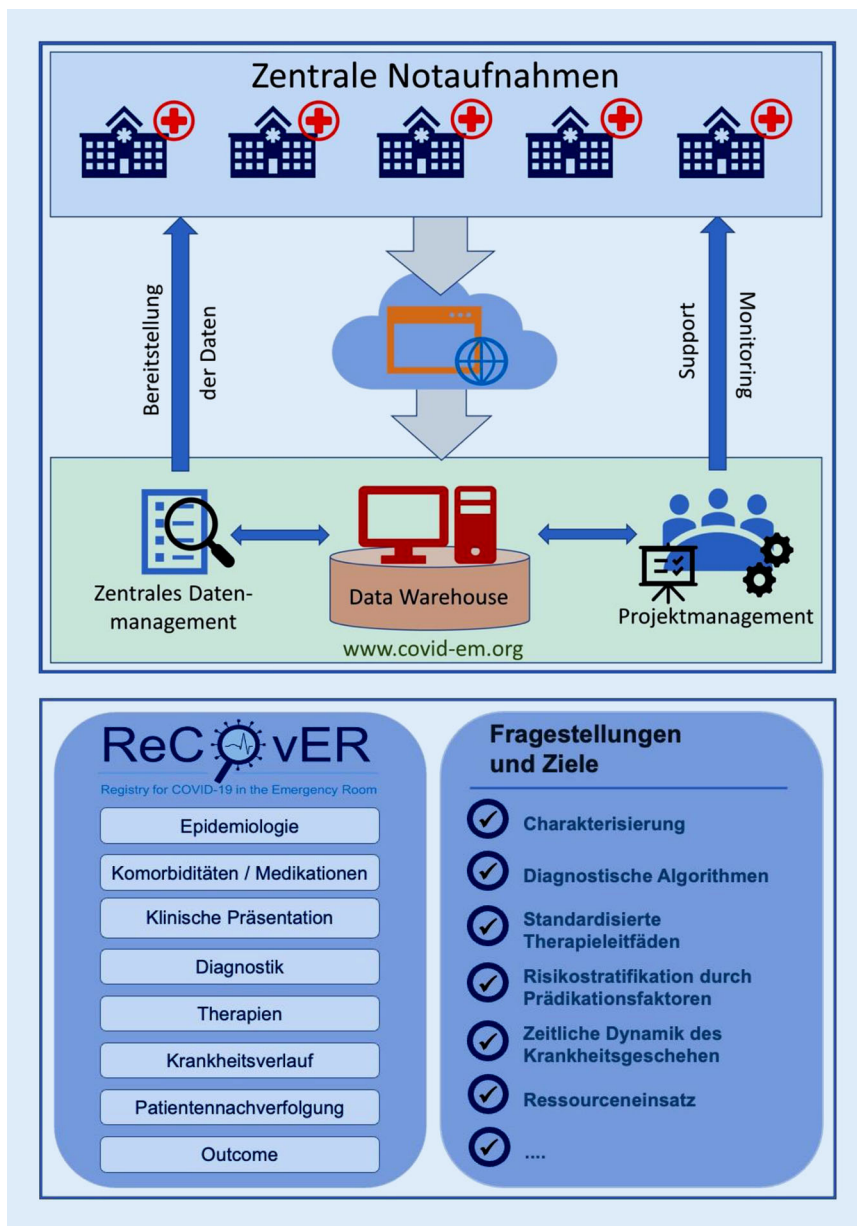 Zentrale Notaufnahmen
Bereitstellung
der Daten
Support
Monitoring
Zentrales Daten-
management
Data Warehouse
Projektmanagement
www.covid-em.org
ReCOvER
Registry for COVID-19 in the Emergency Room
Epidemiologie
Komorbiditäten / Medikationen
Klinische Präsentation
Diagnostik
Therapien
Krankheitsverlauf
Patientennachverfolgung
Outcome
Fragestellungen
und Ziele
Charakterisierung
Diagnostische Algorithmen
Standardisierte
Therapieleitfäden
Risikostratifikation durch
Prädikationsfaktoren
Zeitliche Dynamik des
Krankheitsgeschehen
Ressourceneinsatz
....